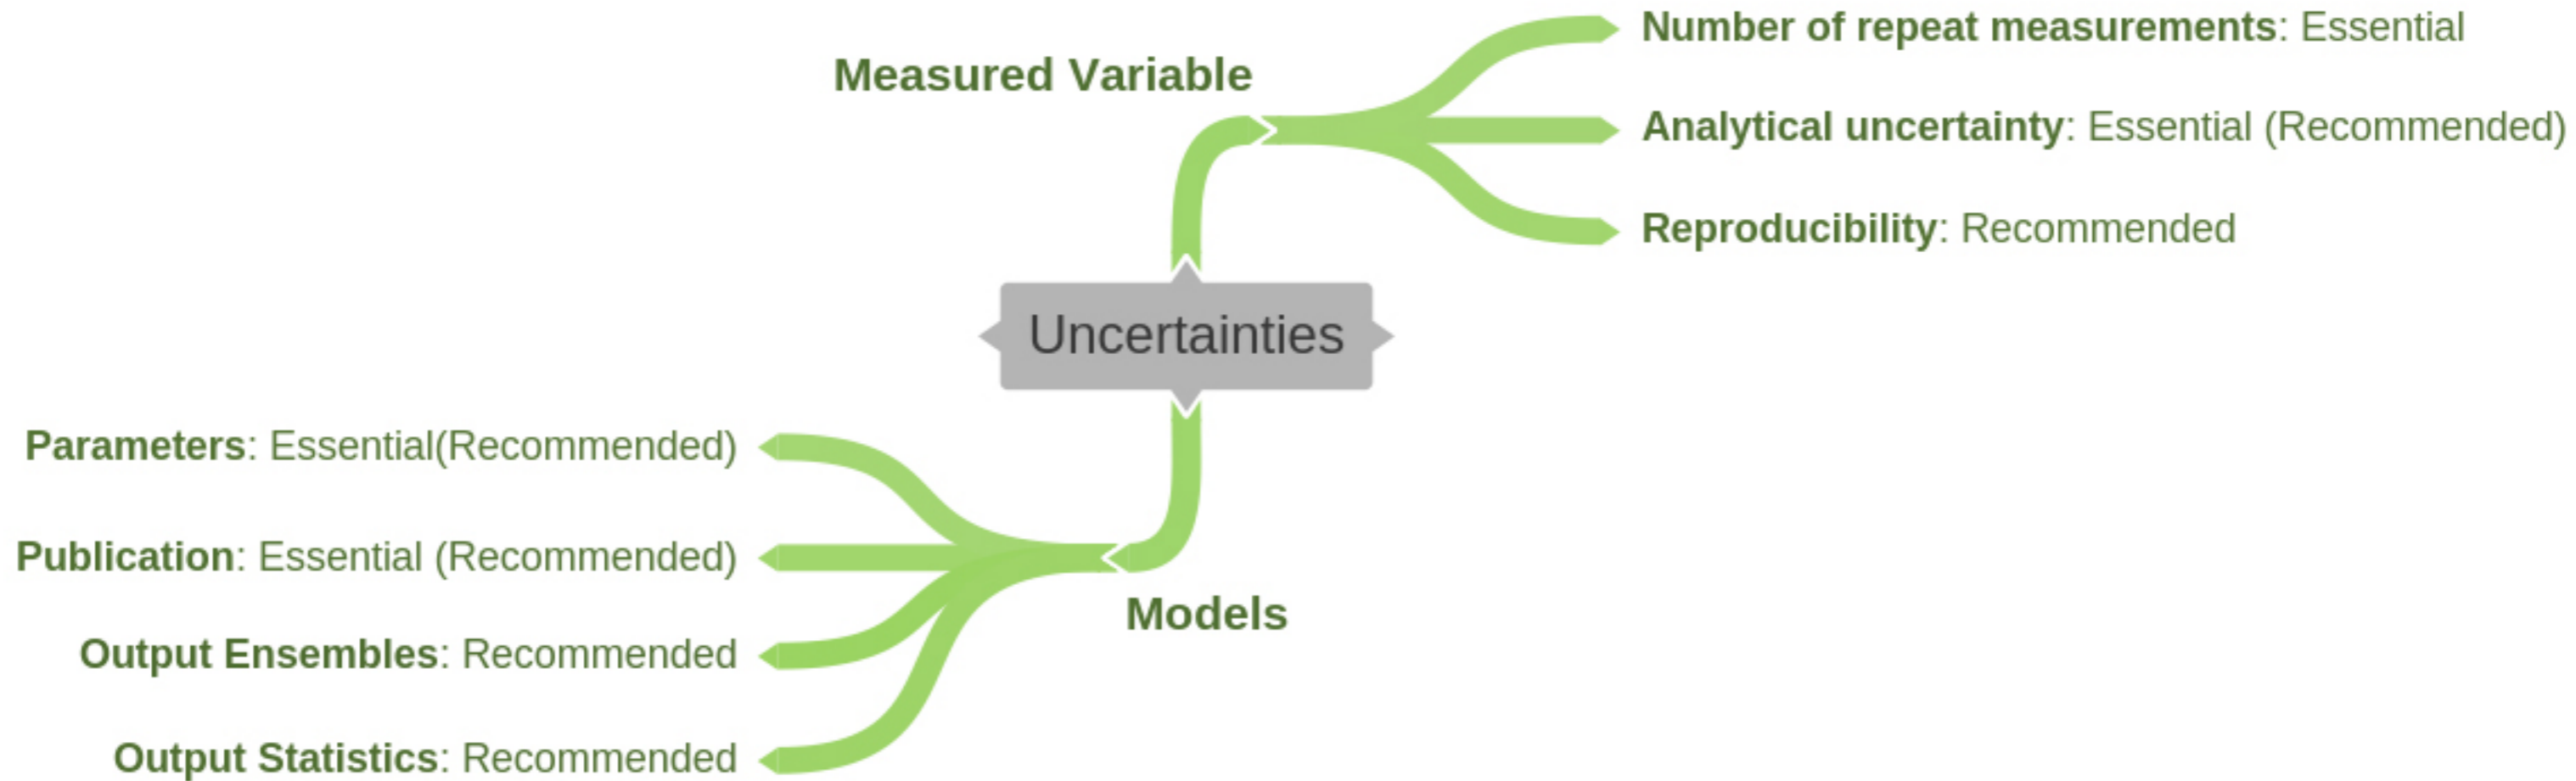 Measured Variable
Number of repeat measurements: Essential
Analytical uncertainty: Essential (Recommended)
Reproducibility: Recommended
Uncertainties
Parameters: Essential(Recommended)
Publication: Essential (Recommended)
Output Ensembles: Recommended
Output Statistics: Recommended
Models